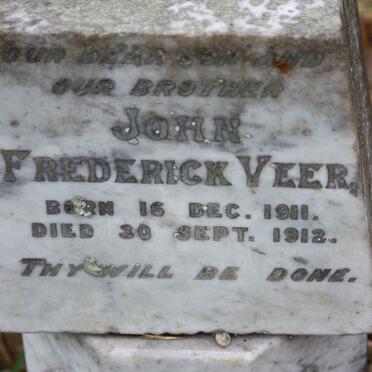 OUR DEAR SON AND
OUR BROTHER
JOHN
FREDERICK VEER,
BORN 16 DEC. 1911.
DIED 30 SEPT. 1912.
THY WILL BE DONE.